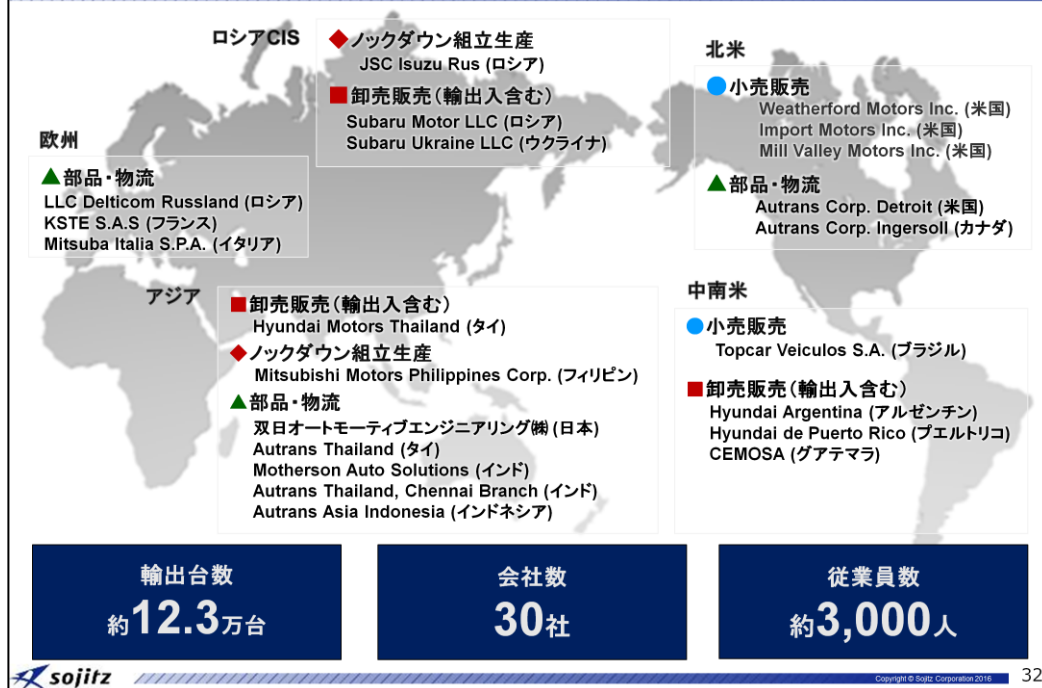 ロシアCIS
◆ノックダウン組立生産
JSC Isuzu Rus (ロシア)
■卸売販売(輸出入含む)
Subaru Motor LLC (ロシア)
Subaru Ukraine LLC (ウクライナ)
北米
●小売販売
Weatherford Motors Inc. (米国)
Import Motors Inc. (米国)
Mill Valley Motors Inc. (米国)
▲部品・物流
Autrans Corp. Detroit (米国)
Autrans Corp. Ingersoll (カナダ)
欧州
▲部品・物流
LLC Delticom Russland (ロシア)
KSTE S.A.S (フランス)
Mitsuba Italia S.P.A. (イタリア)
アジア
■卸売販売(輸出入含む)
Hyundai Motors Thailand (タイ)
◆ノックダウン組立生産
Mitsubishi Motors Philippines Corp. (フィリピン)
▲部品・物流
双日オートモーティブエンジニアリング㈱ (日本)
Autrans Thailand (タイ)
Motherson Auto Solutions (インド)
Autrans Thailand, Chennai Branch (インド)
Autrans Asia Indonesia (インドネシア)
中南米
●小売販売
Topcar Veiculos S.A. (ブラジル)
■卸売販売(輸出入含む)
Hyundai Argentina (アルゼンチン)
Hyundai de Puerto Rico (プエルトリコ)
CEMOSA (グアテマラ)
輸出台数
約12.3万台
会社数
30社
従業員数
約3,000人
sojitz
Copyright © Sojitz Corporation 2016
32